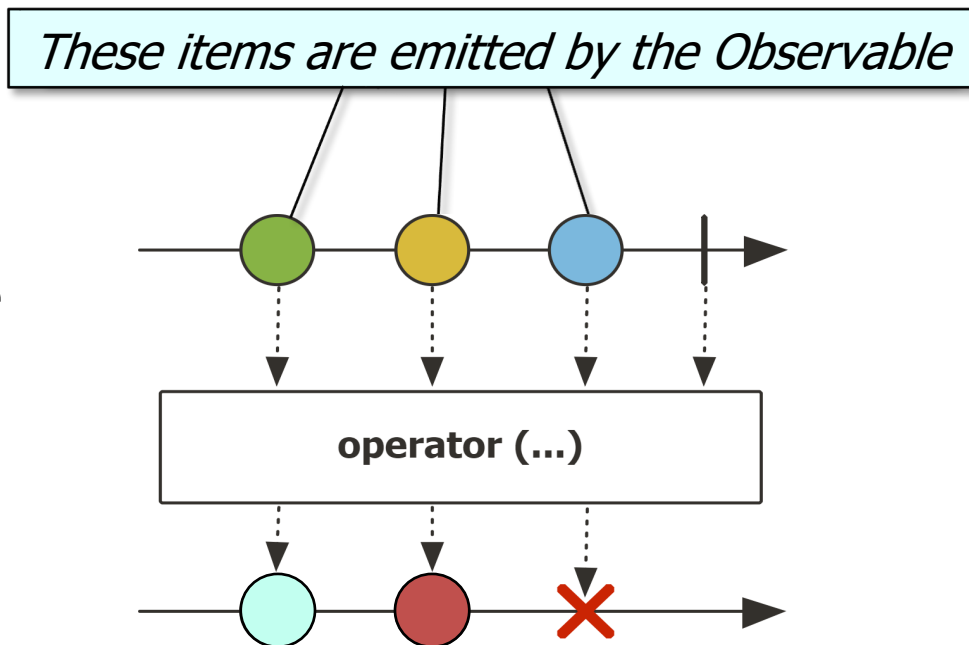 These items are emitted by the Observable
operator (...)